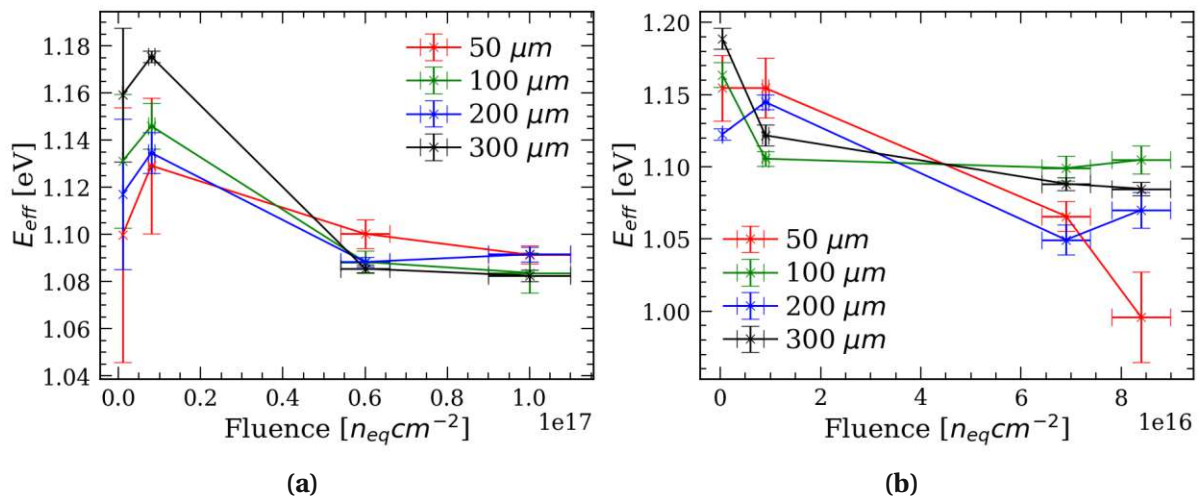 1.18
1.16
1.14
1.12
1.10
1.08
1.06
1.04
E_eff [eV]
50 μm
100 μm
200 μm
300 μm
0.0 0.2 0.4 0.6 0.8 1.0
Fluence [n_eq cm^{-2}]
1e17
(a)
1.20
1.15
1.10
1.05
1.00
E_eff [eV]
50 μm
100 μm
200 μm
300 μm
0 2 4 6 8
Fluence [n_eq cm^{-2}]
1e16
(b)